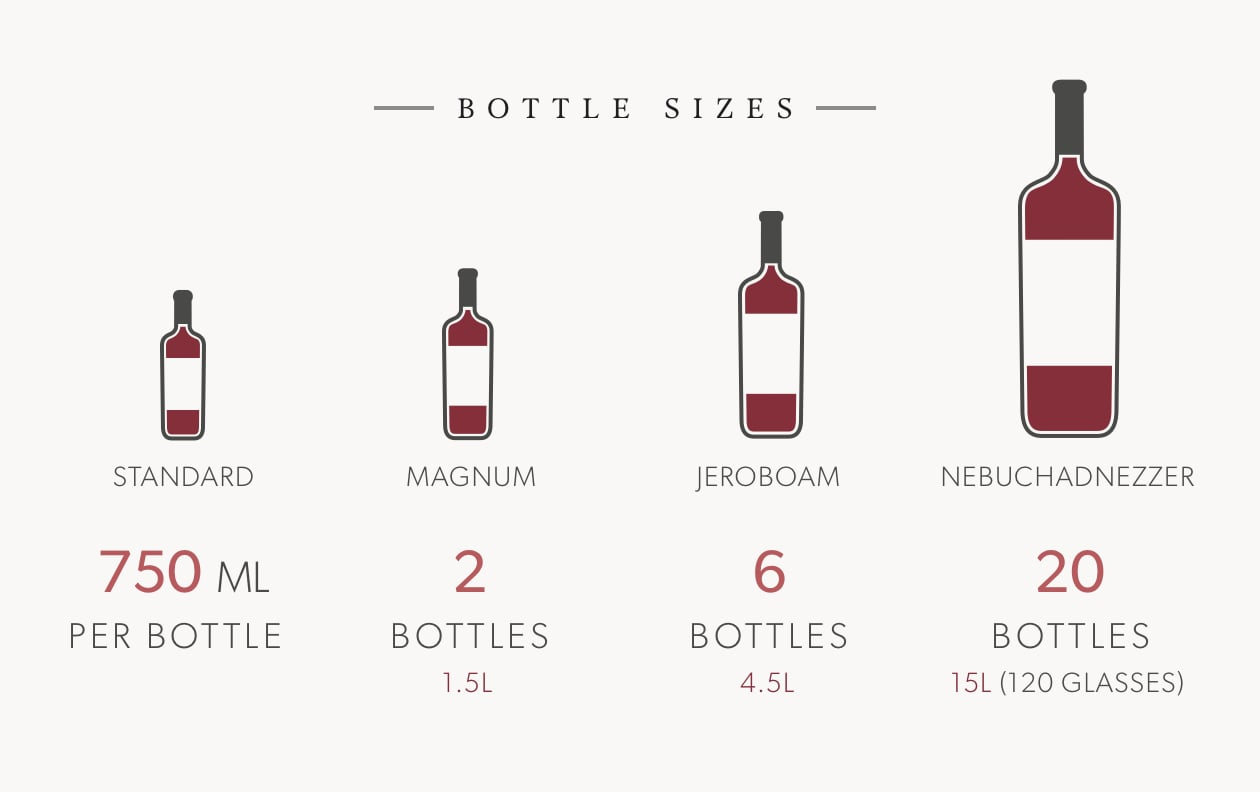 BOTTLE SIZES
STANDARD
750 ML
PER BOTTLE
MAGNUM
2
BOTTLES
1.5L
JEROBOAM
6
BOTTLES
4.5L
NEBUCHADNEZZER
20
BOTTLES
15L (120 GLASSES)